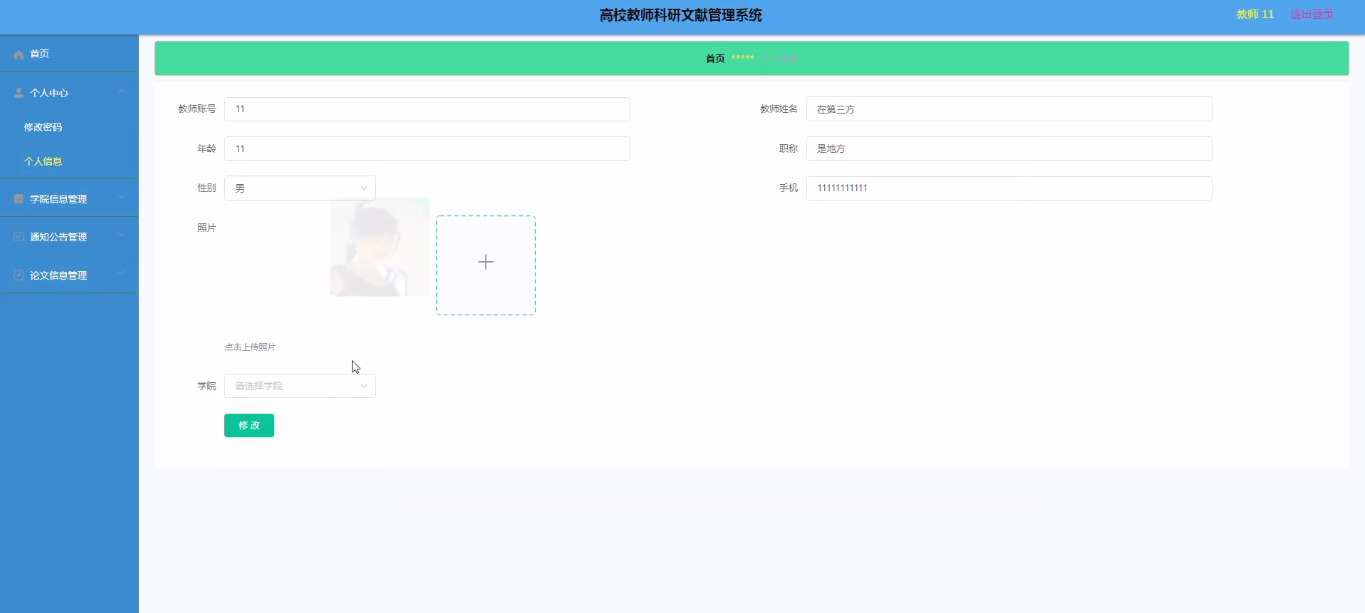 高校教师科研文献管理系统
教师 11 退出登录
首页
个人中心
修改密码
个人信息
学院信息管理
通知公告管理
论文信息管理
首页 ***** 个人信息
教师账号 11
教师姓名 在第三方
年龄 11
职称 是地方
性别 男
手机 11111111111
照片
点击上传照片
学院 请选择学院
修 改